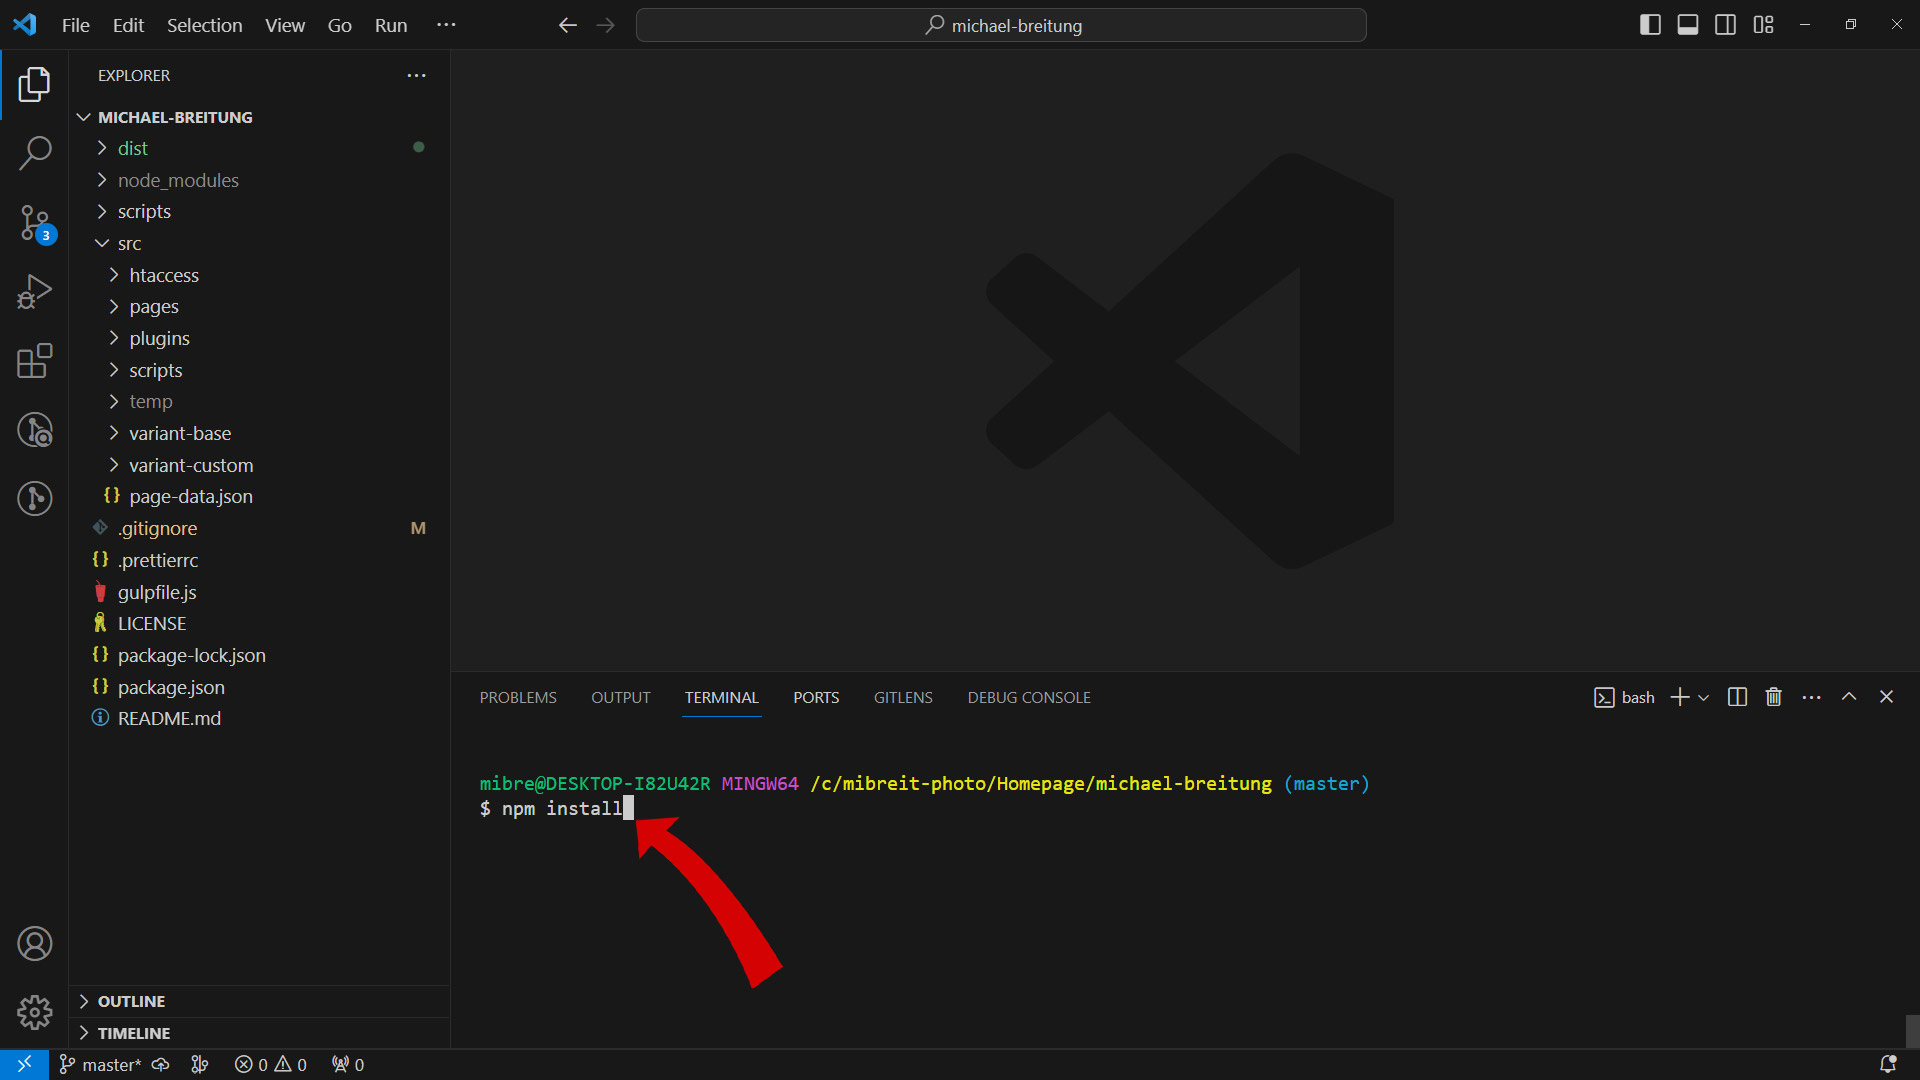 File Edit Selection View Go Run ···
michael-breitung
EXPLORER
MICHAEL-BREITUNG
dist
node_modules
scripts
src
htaccess
pages
plugins
scripts
temp
variant-base
variant-custom
{} page-data.json
.gitignore M
{} .prettierrc
gulpfile.js
LICENSE
{} package-lock.json
{} package.json
README.md
3
OUTLINE
TIMELINE
PROBLEMS OUTPUT TERMINAL PORTS GITLENS DEBUG CONSOLE
bash
mibre@DESKTOP-I82U42R MINGW64 /c/mibreit-photo/Homepage/michael-breitung (master)
$ npm install
master* 0 0 0